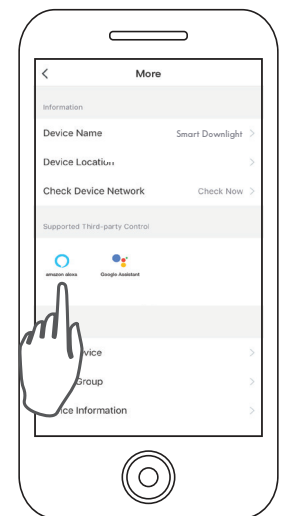 More
Information
Device Name Smart Downlight
Device Location
Check Device Network Check Now
Supported Third-party Control
amazon alexa Google Assistant
vice
Group
ice Information